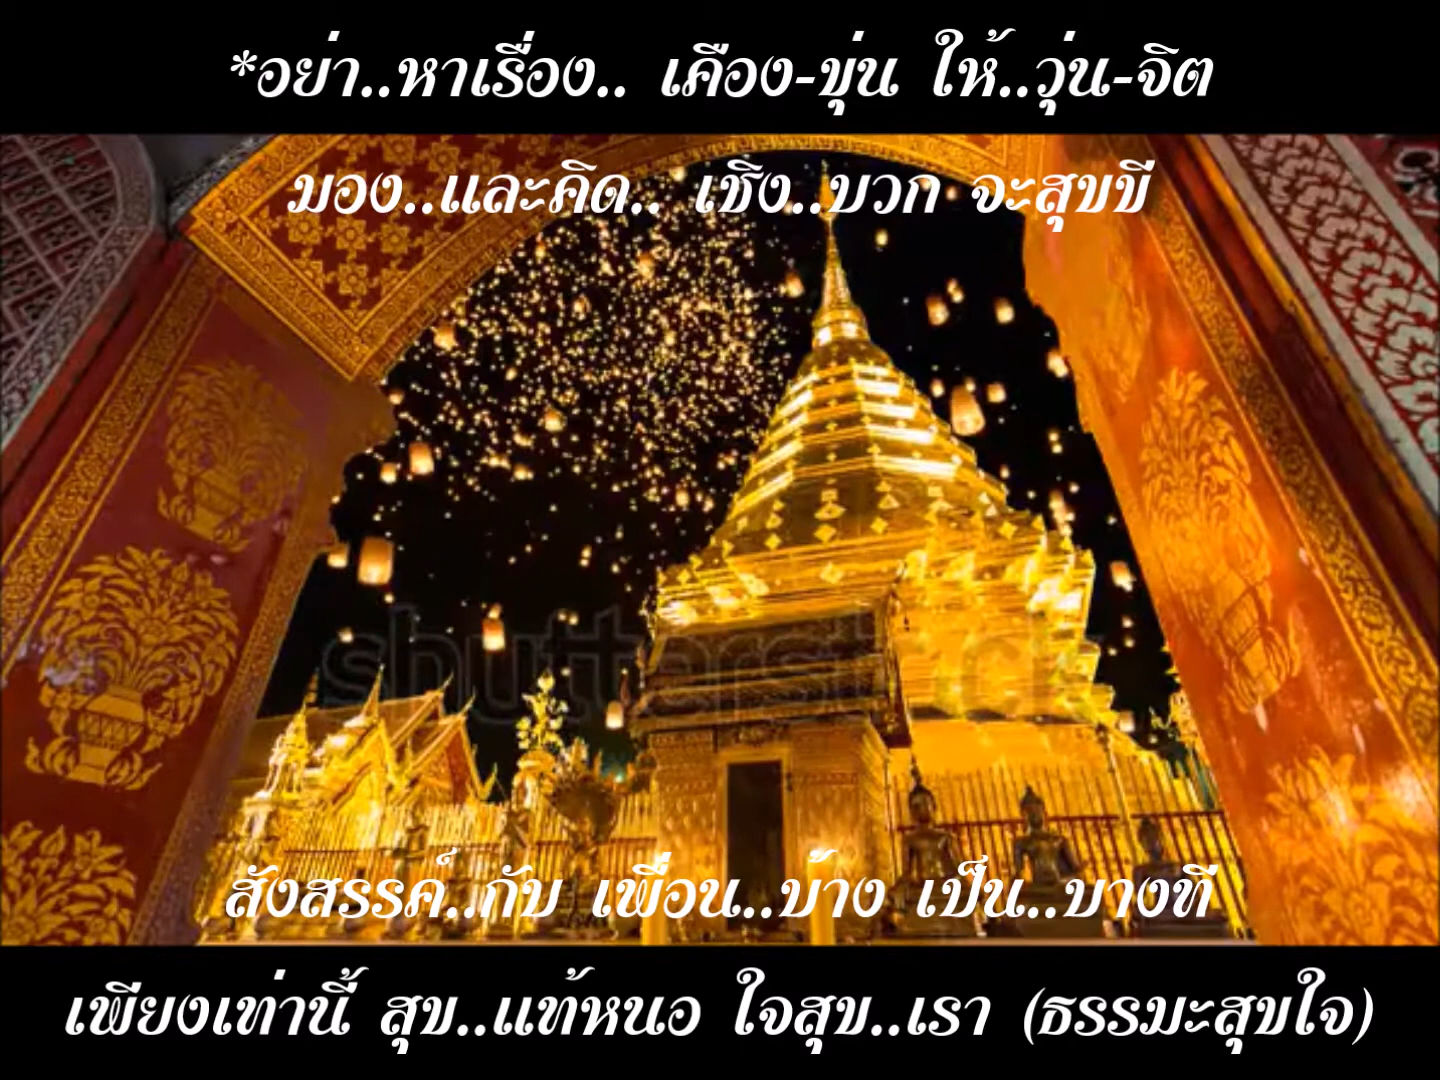 *อย่า..หาเรื่อง.. เคือง-ขุ่น ให้..วุ่น-จิต
มอง..และคิด.. เชิง..บวก จะสุขขี
shutterstock
สังสรรค์..กับ เพื่อน..บ้าง เป็น..บางที
เพียงเท่านี้ สุข..แท้หนอ ใจสุข..เรา (ธรรมะสุขใจ)